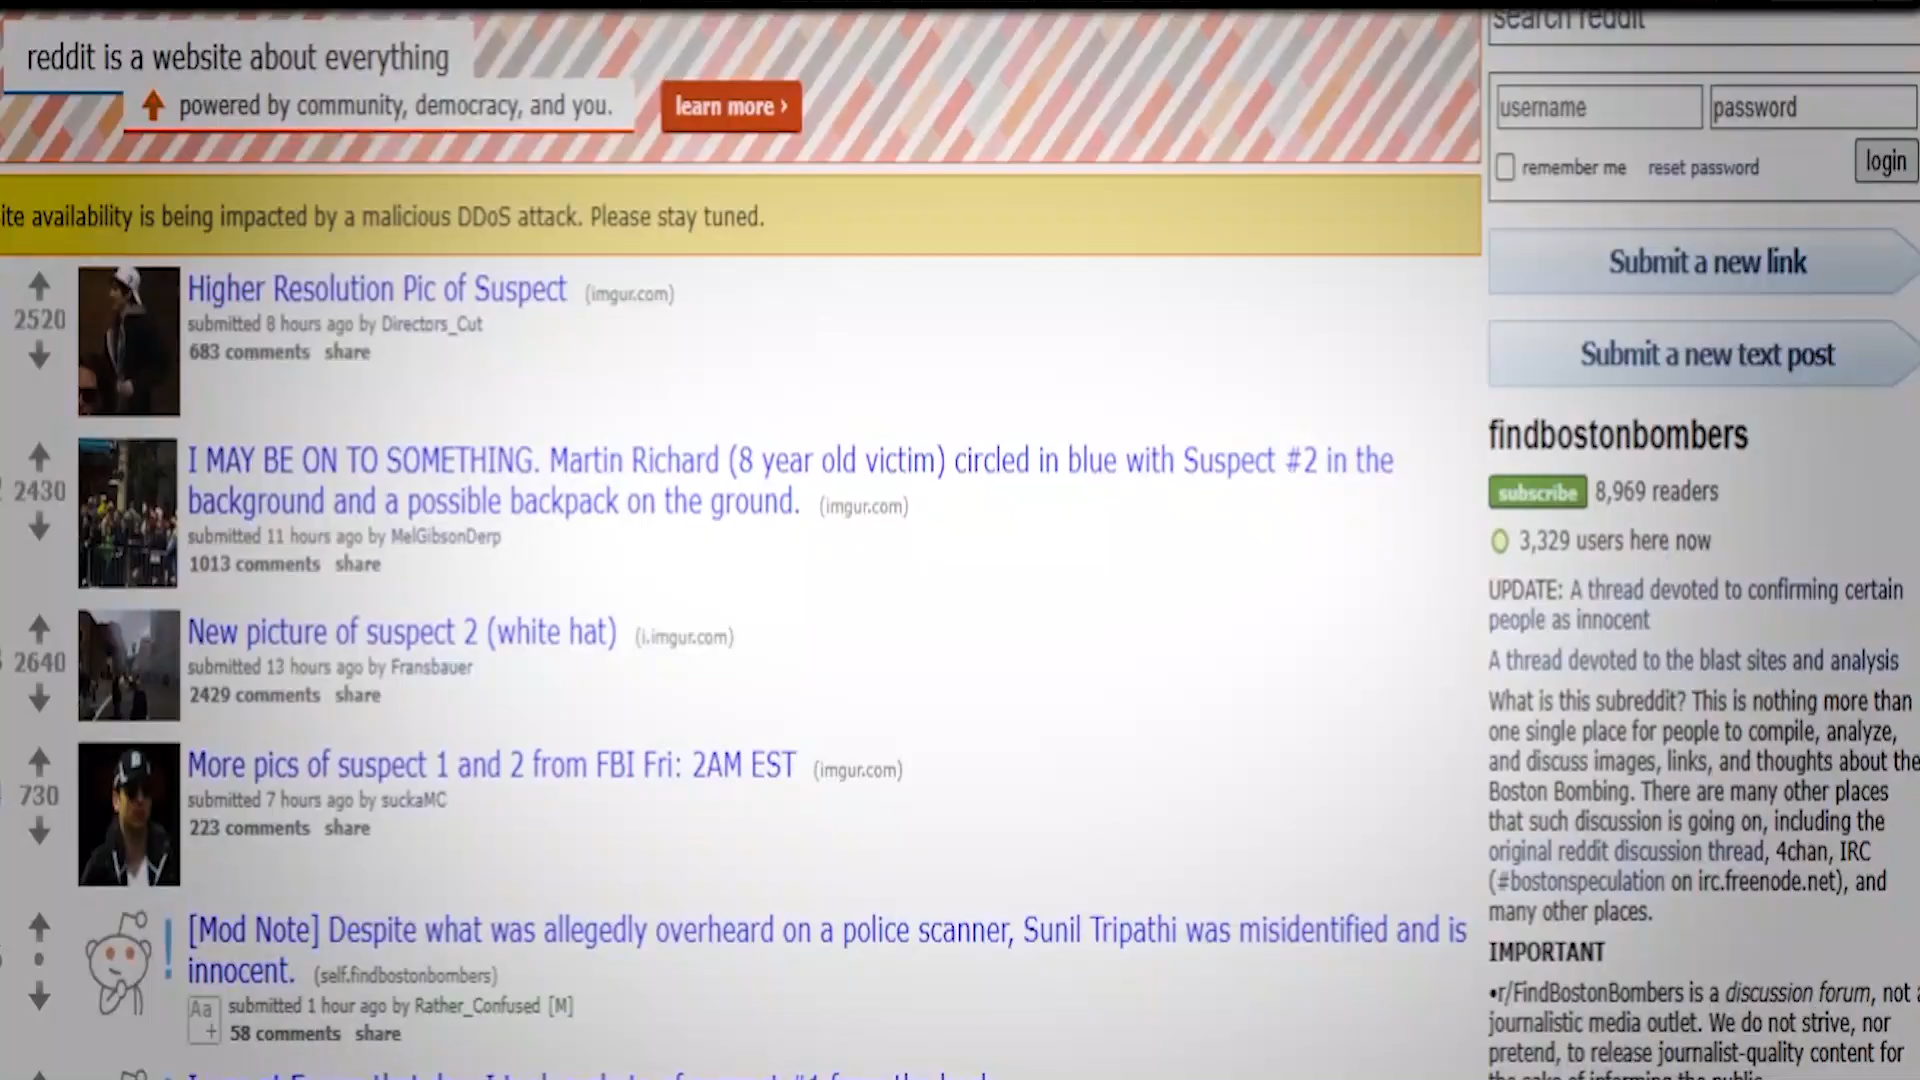 reddit is a website about everything
powered by community, democracy, and you.
learn more ›
ite availability is being impacted by a malicious DDoS attack. Please stay tuned.
2520
Higher Resolution Pic of Suspect (imgur.com)
submitted 8 hours ago by Directors_Cut
683 comments share
2430
I MAY BE ON TO SOMETHING. Martin Richard (8 year old victim) circled in blue with Suspect #2 in the
background and a possible backpack on the ground. (imgur.com)
submitted 11 hours ago by MelGibsonDerp
1013 comments share
2640
New picture of suspect 2 (white hat) (i.imgur.com)
submitted 13 hours ago by Fransbauer
2429 comments share
730
More pics of suspect 1 and 2 from FBI Fri: 2AM EST (imgur.com)
submitted 7 hours ago by suckaMC
223 comments share
[Mod Note] Despite what was allegedly overheard on a police scanner, Sunil Tripathi was misidentified and is
innocent. (self.findbostonbombers)
Aa+ submitted 1 hour ago by Rather_Confused [M]
58 comments share
search reddit
username password
remember me reset password login
Submit a new link
Submit a new text post
findbostonbombers
subscribe 8,969 readers
3,329 users here now
UPDATE: A thread devoted to confirming certain
people as innocent
A thread devoted to the blast sites and analysis
What is this subreddit? This is nothing more than
one single place for people to compile, analyze,
and discuss images, links, and thoughts about the
Boston Bombing. There are many other places
that such discussion is going on, including the
original reddit discussion thread, 4chan, IRC
(#bostonspeculation on irc.freenode.net), and
many other places.
IMPORTANT
•r/FindBostonBombers is a discussion forum, not a
journalistic media outlet. We do not strive, nor
pretend, to release journalist-quality content for